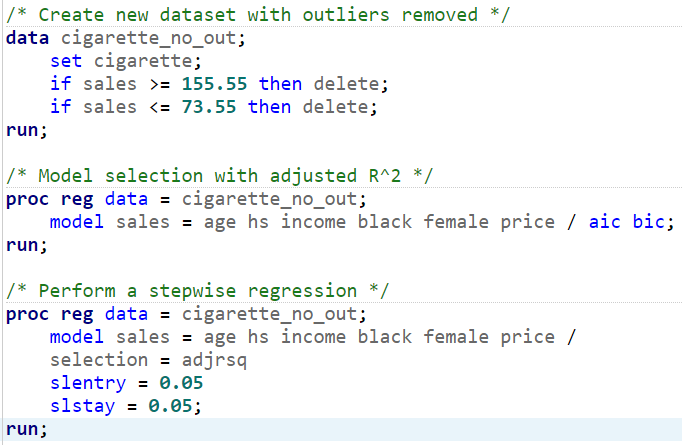 /* Create new dataset with outliers removed */
data cigarette_no_out;
    set cigarette;
    if sales >= 155.55 then delete;
    if sales <= 73.55 then delete;
run;

/* Model selection with adjusted R^2 */
proc reg data = cigarette_no_out;
    model sales = age hs income black female price / aic bic;
run;

/* Perform a stepwise regression */
proc reg data = cigarette_no_out;
    model sales = age hs income black female price /
    selection = adjrsq
    slentry = 0.05
    slstay = 0.05;
run;